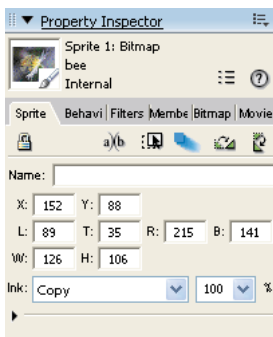 Property Inspector
Sprite 1: Bitmap
bee
Internal
Sprite Behavi Filters Membe Bitmap Movie
a)(b
Name:
X: 152 Y: 88
L: 89 T: 35 R: 215 B: 141
W: 126 H: 106
Ink: Copy 100 %